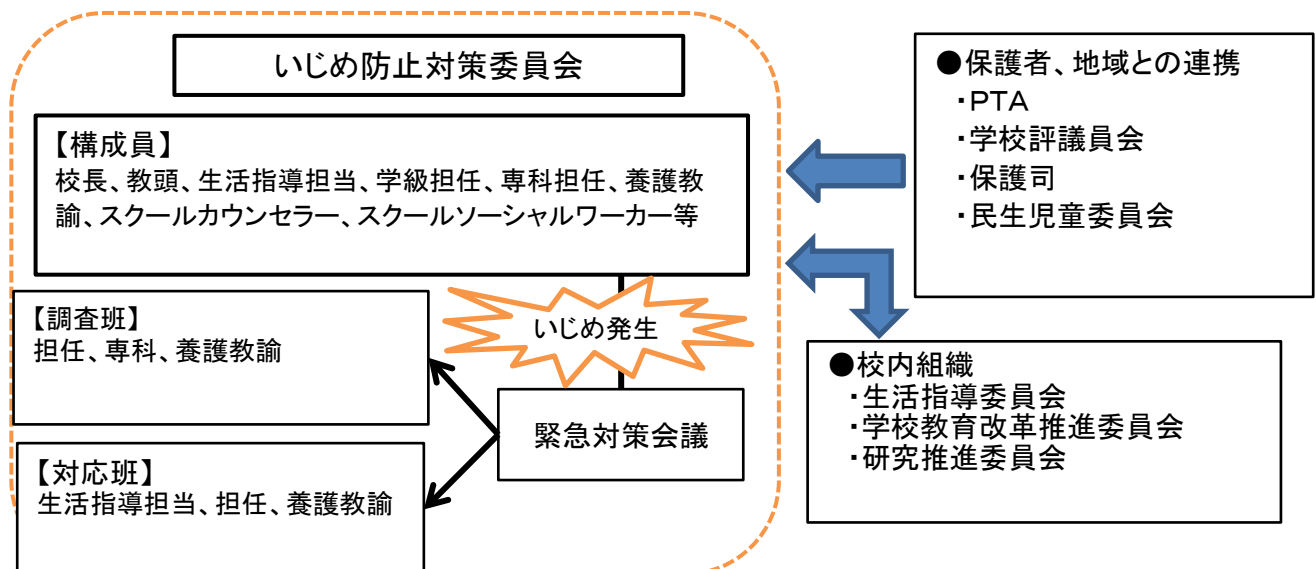 いじめ防止対策委員会
【構成員】
校長、教頭、生活指導担当、学級担任、専科担任、養護教
諭、スクールカウンセラー、スクールソーシャルワーカー等
いじめ発生
緊急対策会議
【調査班】
担任、専科、養護教諭
【対応班】
生活指導担当、担任、養護教諭
●保護者、地域との連携
・PTA
・学校評議員会
・保護司
・民生児童委員会
●校内組織
・生活指導委員会
・学校教育改革推進委員会
・研究推進委員会